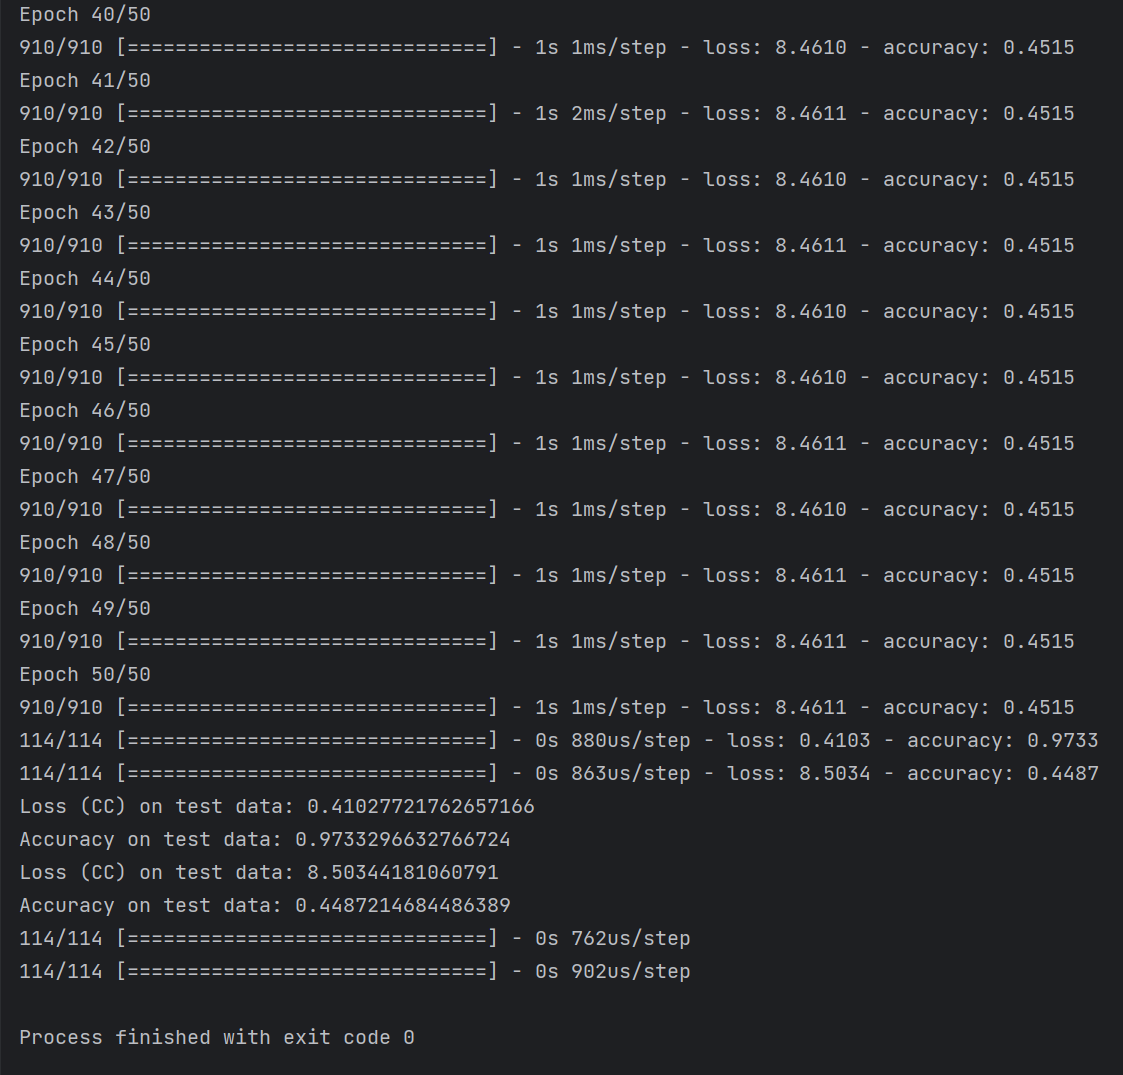 Epoch 40/50
910/910 [==============================] - 1s 1ms/step - loss: 8.4610 - accuracy: 0.4515
Epoch 41/50
910/910 [==============================] - 1s 2ms/step - loss: 8.4611 - accuracy: 0.4515
Epoch 42/50
910/910 [==============================] - 1s 1ms/step - loss: 8.4610 - accuracy: 0.4515
Epoch 43/50
910/910 [==============================] - 1s 1ms/step - loss: 8.4611 - accuracy: 0.4515
Epoch 44/50
910/910 [==============================] - 1s 1ms/step - loss: 8.4610 - accuracy: 0.4515
Epoch 45/50
910/910 [==============================] - 1s 1ms/step - loss: 8.4610 - accuracy: 0.4515
Epoch 46/50
910/910 [==============================] - 1s 1ms/step - loss: 8.4611 - accuracy: 0.4515
Epoch 47/50
910/910 [==============================] - 1s 1ms/step - loss: 8.4610 - accuracy: 0.4515
Epoch 48/50
910/910 [==============================] - 1s 1ms/step - loss: 8.4611 - accuracy: 0.4515
Epoch 49/50
910/910 [==============================] - 1s 1ms/step - loss: 8.4611 - accuracy: 0.4515
Epoch 50/50
910/910 [==============================] - 1s 1ms/step - loss: 8.4611 - accuracy: 0.4515
114/114 [==============================] - 0s 880us/step - loss: 0.4103 - accuracy: 0.9733
114/114 [==============================] - 0s 863us/step - loss: 8.5034 - accuracy: 0.4487
Loss (CC) on test data: 0.41027721762657166
Accuracy on test data: 0.9733296632766724
Loss (CC) on test data: 8.50344181060791
Accuracy on test data: 0.4487214684486389
114/114 [==============================] - 0s 762us/step
114/114 [==============================] - 0s 902us/step
Process finished with exit code 0